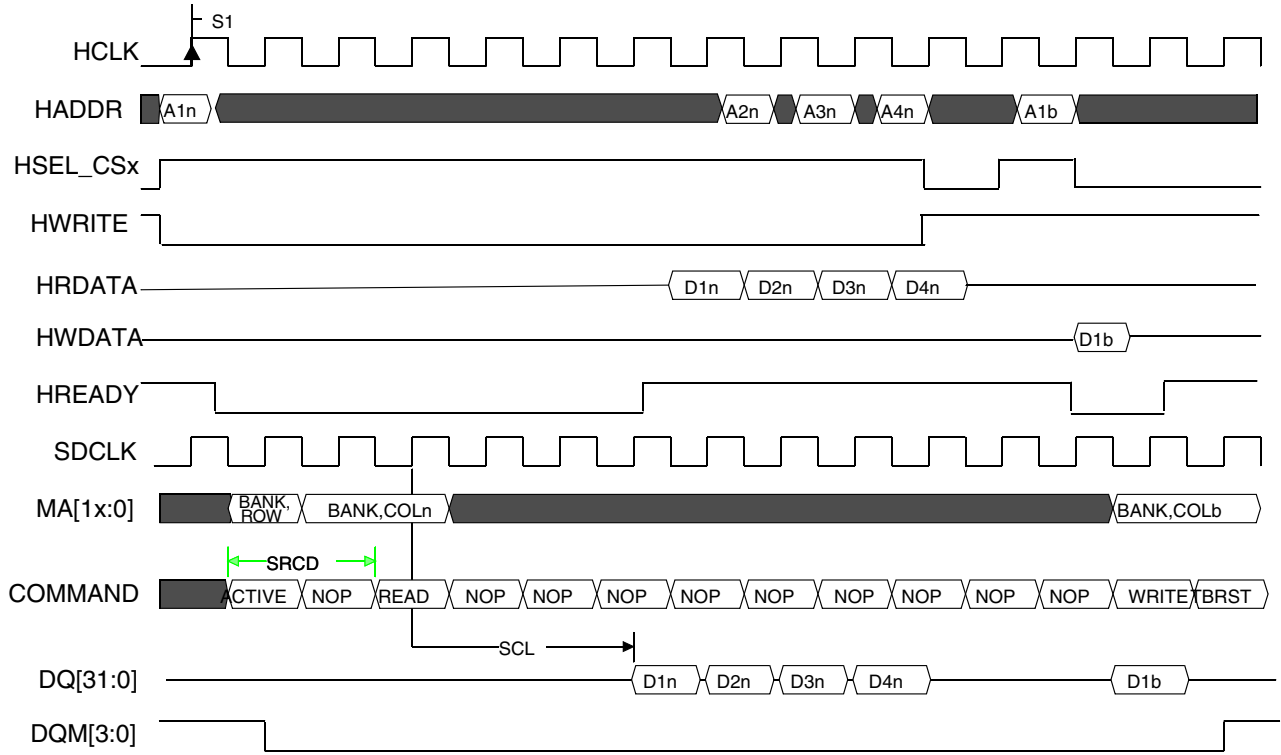 S1
HCLK
HADDR A1n A2n A3n A4n A1b
HSEL_CSx
HWRITE
HRDATA D1n D2n D3n D4n
HWDATA D1b
HREADY
SDCLK
MA[1x:0] BANK, ROW BANK,COLn BANK,COLb
SRCD
COMMAND ACTIVE NOP READ NOP NOP NOP NOP NOP NOP NOP NOP NOP WRITE TBRST
SCL
DQ[31:0] D1n D2n D3n D4n D1b
DQM[3:0]